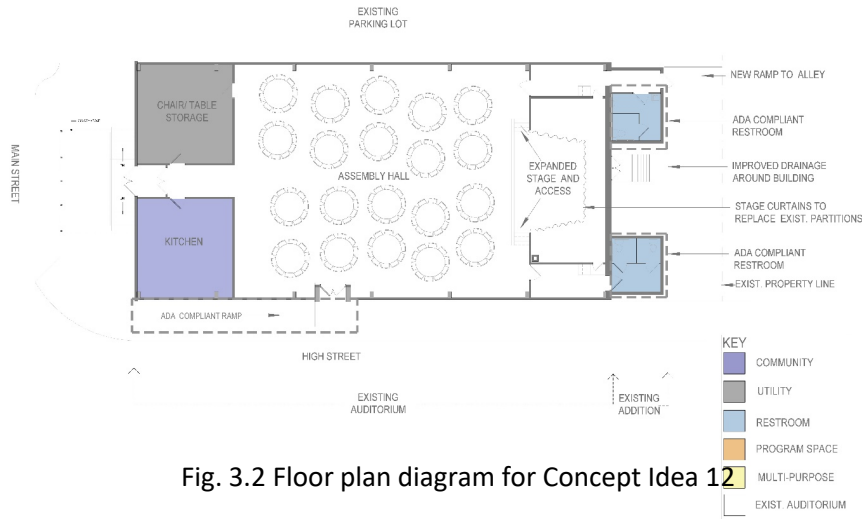 EXISTING
PARKING LOT
NEW RAMP TO ALLEY
CHAIR/ TABLE
STORAGE
ADA COMPLIANT
RESTROOM
MAIN STREET
ASSEMBLY HALL
EXPANDED
STAGE AND
ACCESS
IMPROVED DRAINAGE
AROUND BUILDING
STAGE CURTAINS TO
REPLACE EXIST. PARTITIONS
KITCHEN
ADA COMPLIANT
RESTROOM
EXIST. PROPERTY LINE
ADA COMPLIANT RAMP
HIGH STREET
EXISTING
AUDITORIUM
EXISTING
ADDITION
KEY
COMMUNITY
UTILITY
RESTROOM
PROGRAM SPACE
MULTI-PURPOSE
EXIST. AUDITORIUM
Fig. 3.2 Floor plan diagram for Concept Idea 12